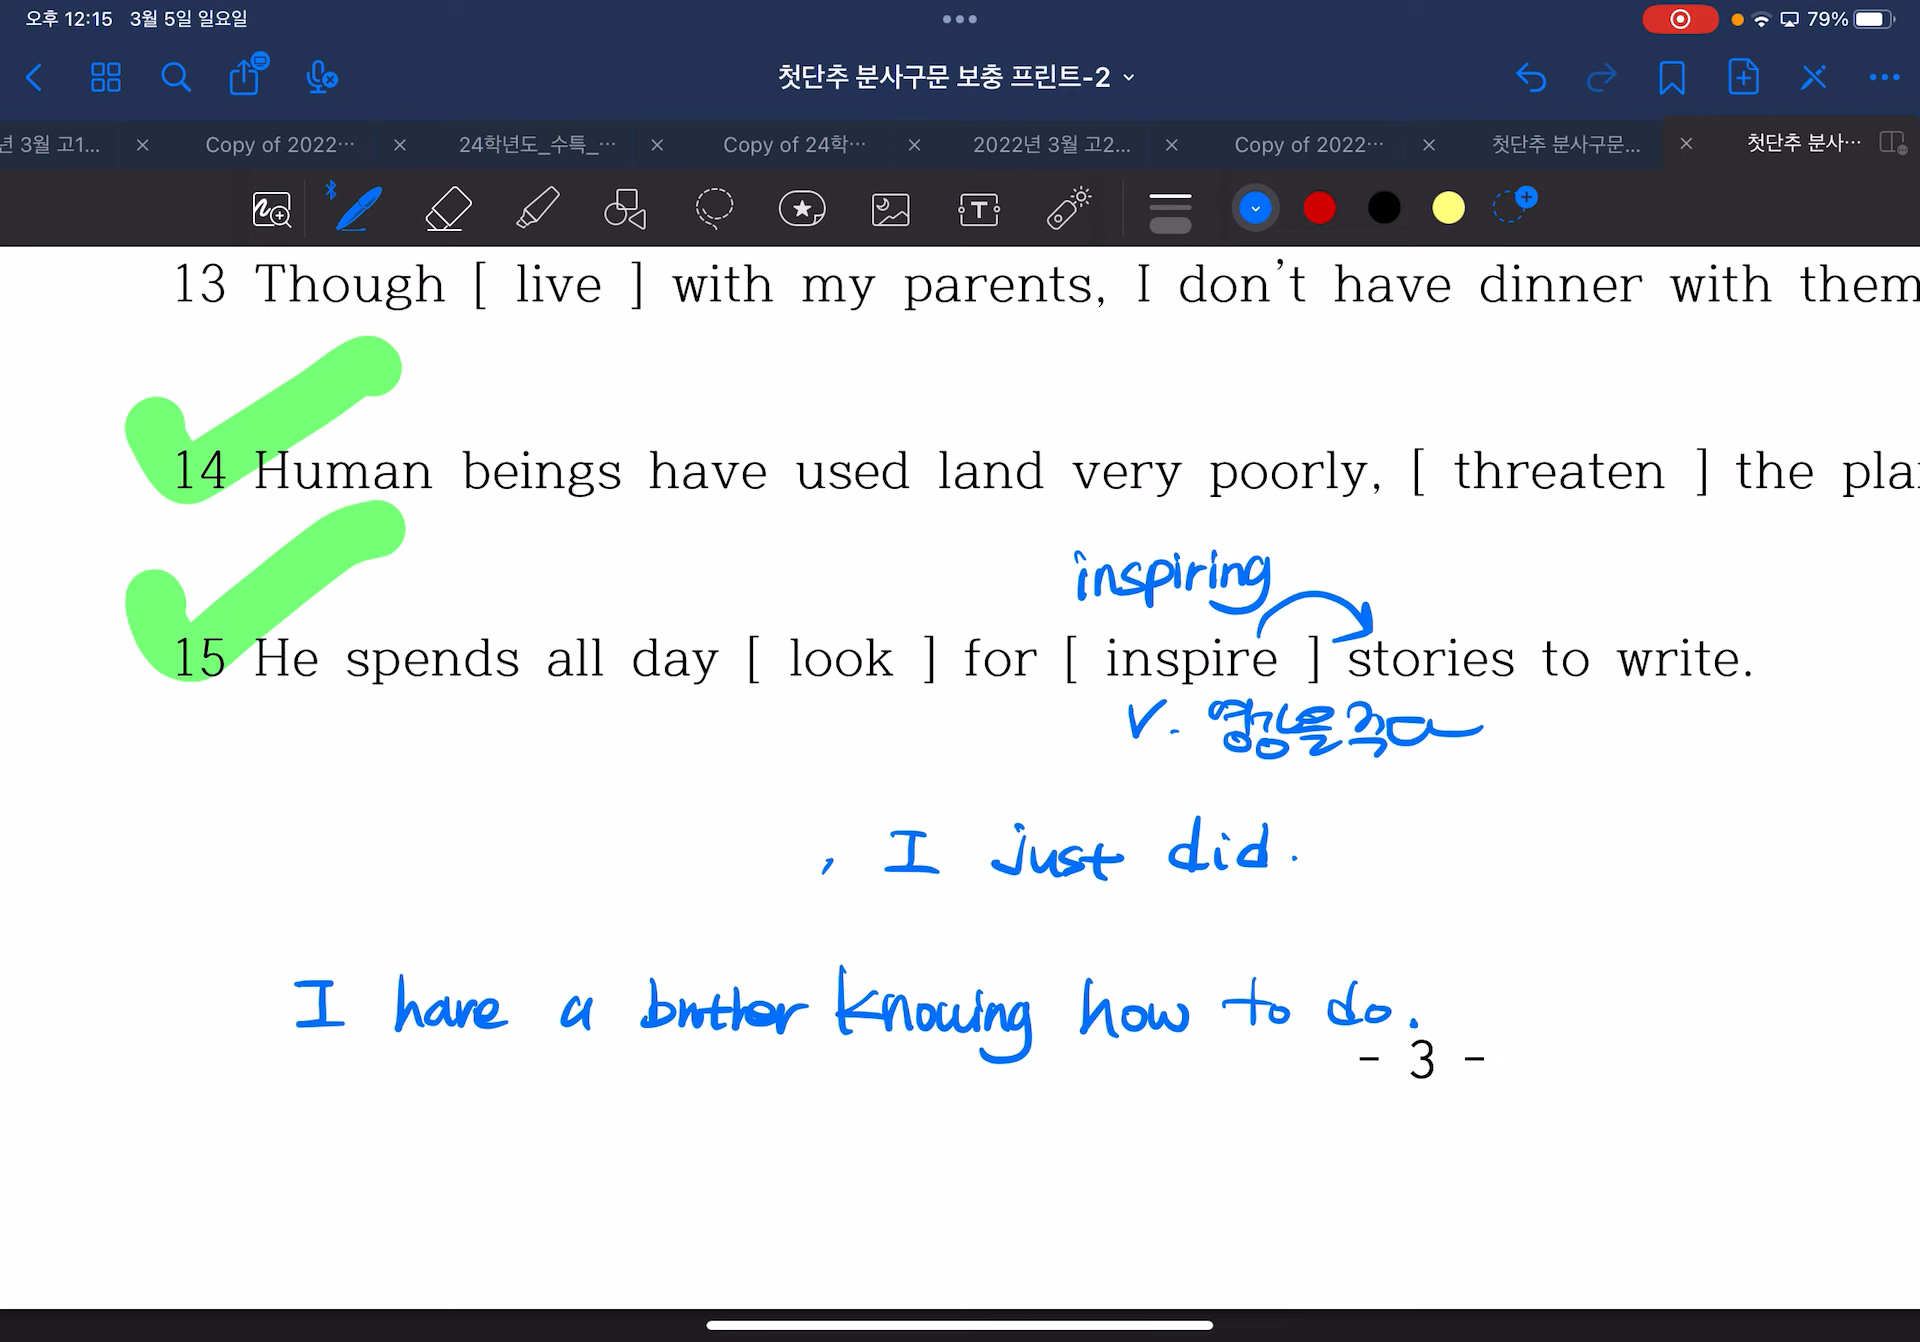 오후 12:15 3월 5일 일요일
79%
첫단추 분사구문 보충 프린트-2
년 3월 고1...
Copy of 2022...
24학년도_수특_...
Copy of 24학...
2022년 3월 고2...
Copy of 2022...
첫단추 분사구문...
첫단추 분사...
13 Though [ live ] with my parents, I don't have dinner with them
14 Human beings have used land very poorly, [ threaten ] the pla
inspiring
15 He spends all day [ look ] for [ inspire ] stories to write.
V. 영감을 주다
, I just did.
I have a knowing how to do.
- 3 -